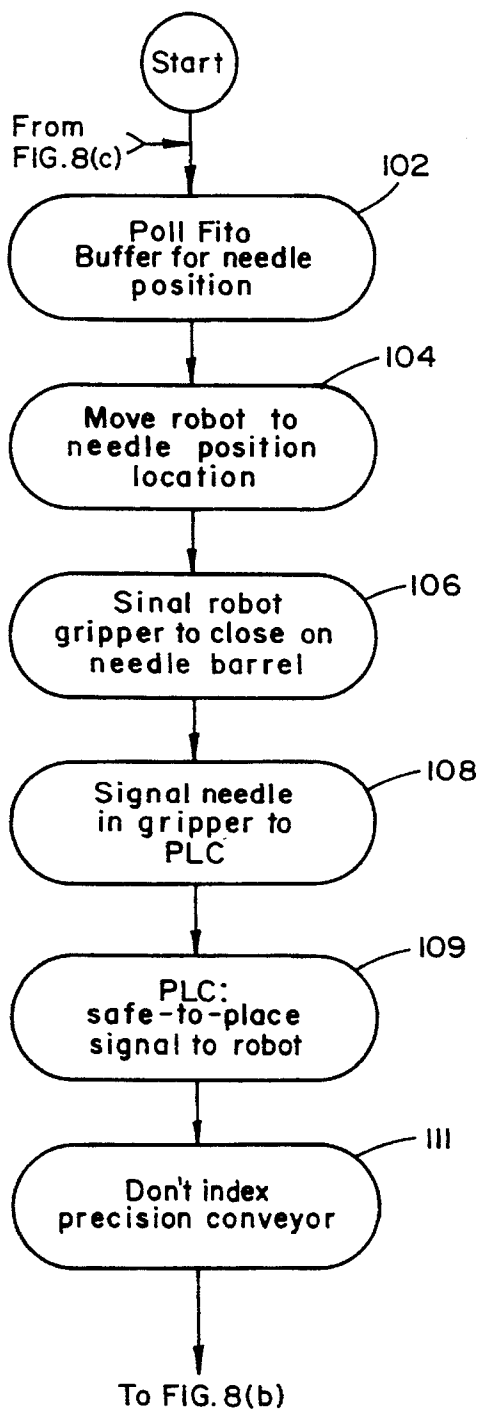 Start
From
FIG.8(c)
102
Poll Fifo
Buffer for needle
position
104
Move robot to
needle position
location
106
Sinal robot
gripper to close on
needle barrel
108
Signal needle
in gripper to
PLC
109
PLC:
safe-to-place
signal to robot
111
Don't index
precision conveyor
To FIG. 8(b)